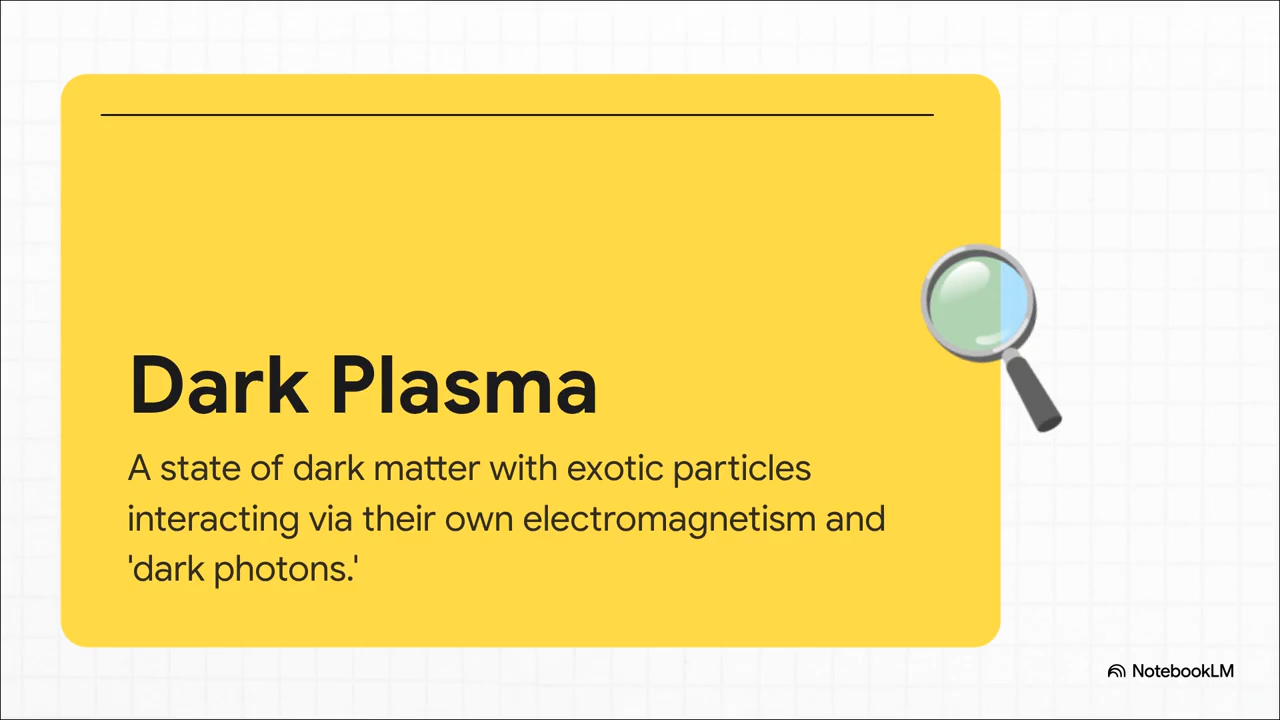 Dark Plasma
A state of dark matter with exotic particles
interacting via their own electromagnetism and
'dark photons.'
NotebookLM